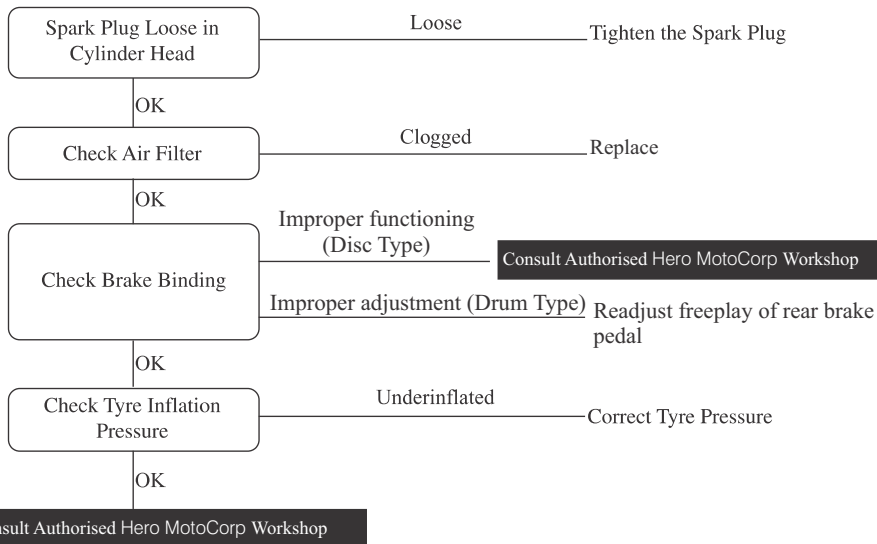 Spark Plug Loose in
Cylinder Head
Loose
Tighten the Spark Plug
OK
Check Air Filter
Clogged
Replace
OK
Check Brake Binding
Improper functioning
(Disc Type)
Consult Authorised Hero MotoCorp Workshop
Improper adjustment (Drum Type)
Readjust freeplay of rear brake
pedal
OK
Check Tyre Inflation
Pressure
Underinflated
Correct Tyre Pressure
OK
nsult Authorised Hero MotoCorp Workshop